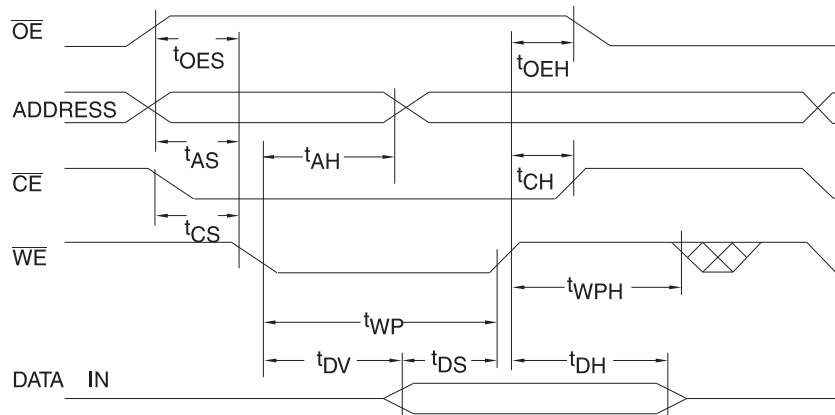 OE
tOES
tOEH
ADDRESS
tAS
tAH
tCH
CE
tCS
WE
tWPH
tWP
tDV
tDS
tDH
DATA IN